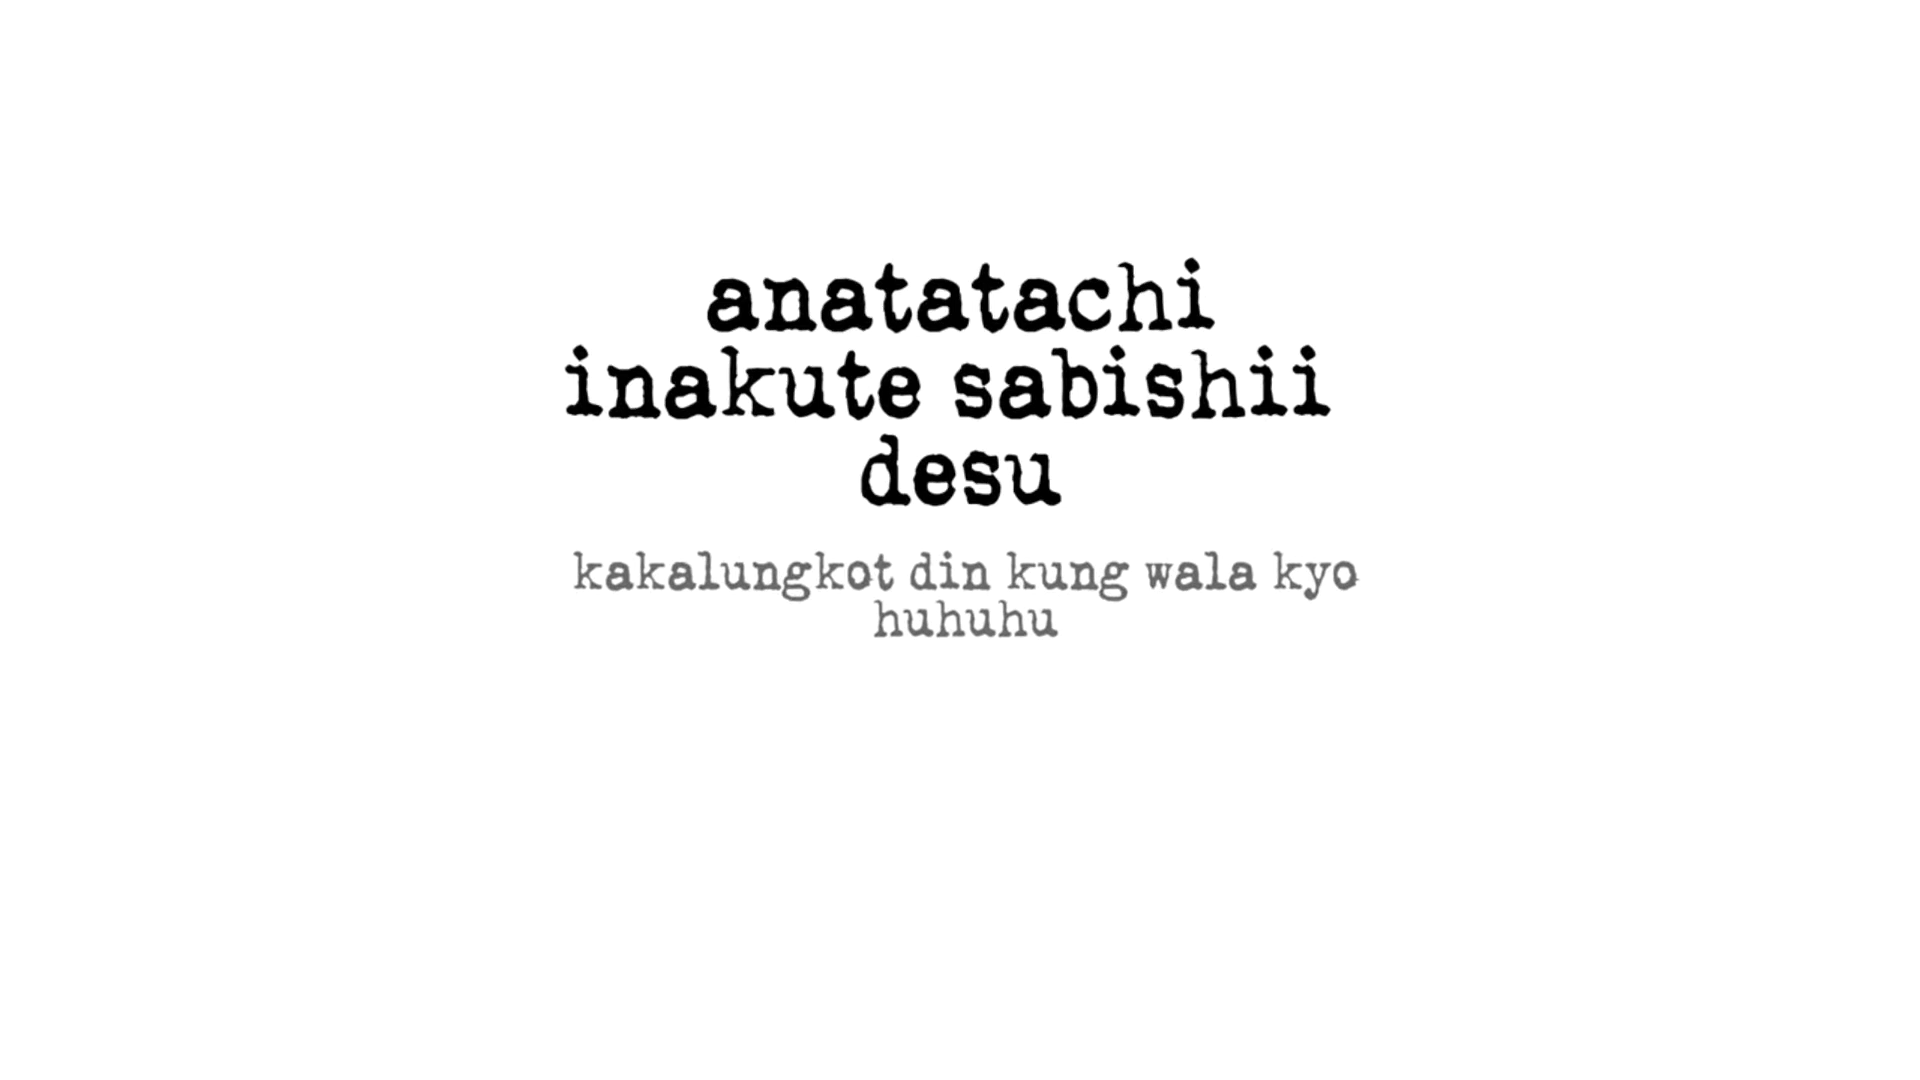 anatatachi
inakute sabishii
desu
kakalungkot din kung wala kyo
huhuhu